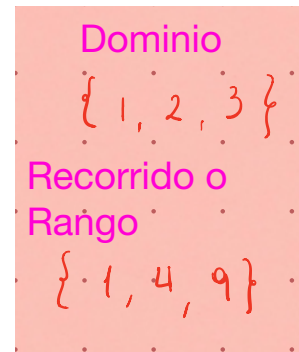 Dominio
{ 1, 2, 3 }
Recorrido o
Rango
{ 1, 4, 9 }